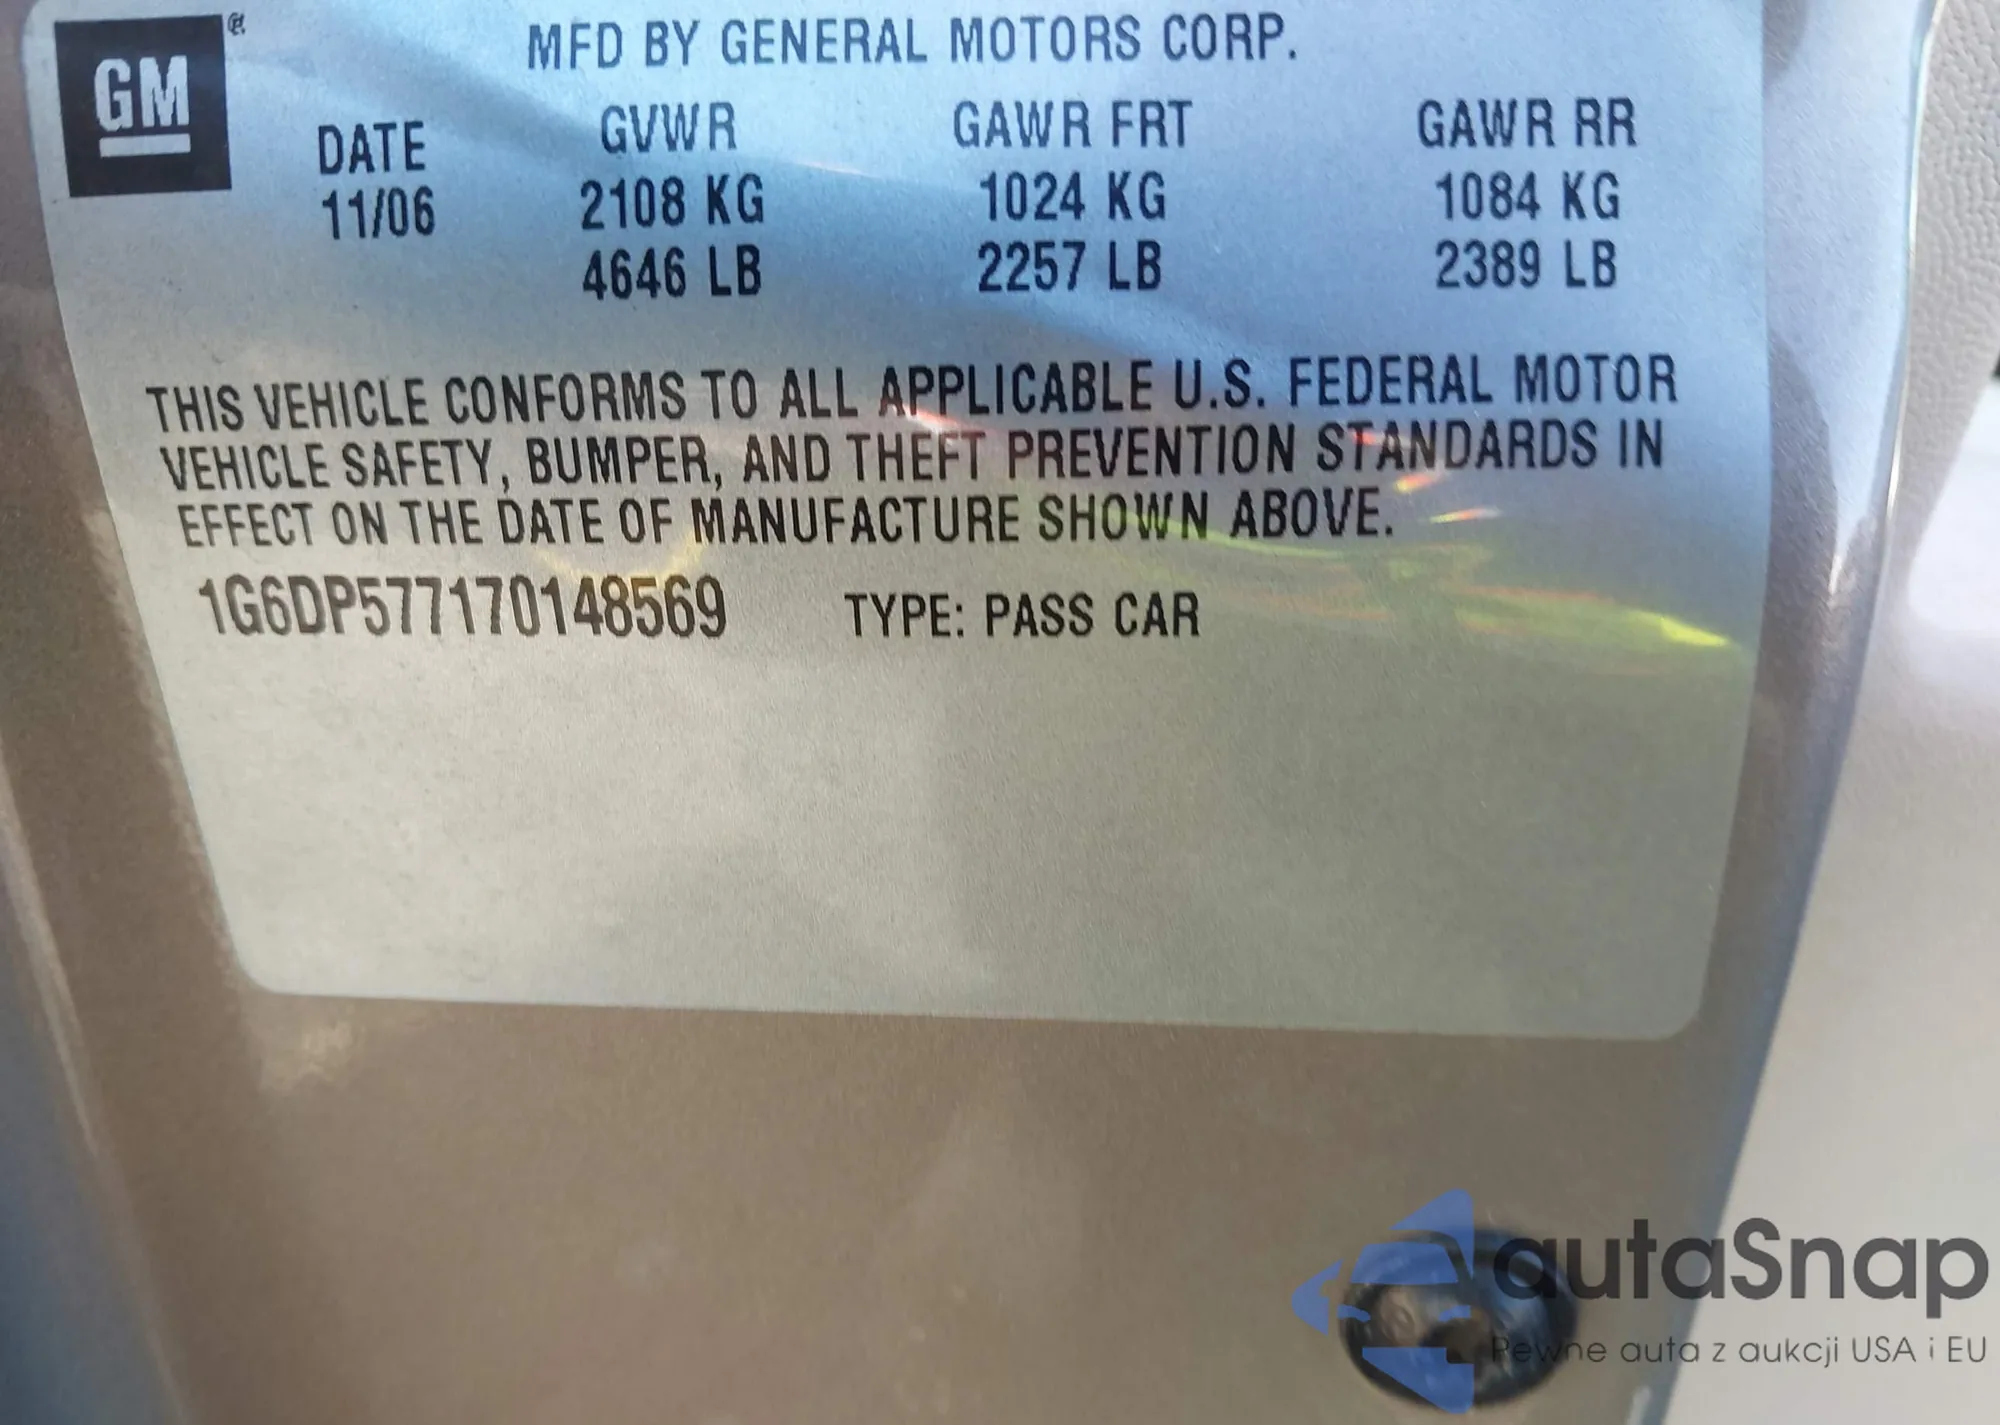 GM
MFD BY GENERAL MOTORS CORP.
DATE GVWR GAWR FRT GAWR RR
11/06 2108 KG 1024 KG 1084 KG
4646 LB 2257 LB 2389 LB
THIS VEHICLE CONFORMS TO ALL APPLICABLE U.S. FEDERAL MOTOR
VEHICLE SAFETY, BUMPER, AND THEFT PREVENTION STANDARDS IN
EFFECT ON THE DATE OF MANUFACTURE SHOWN ABOVE.
1G6DP577170148569 TYPE: PASS CAR
autaSnap
Pewne auta z aukcji USA i EU